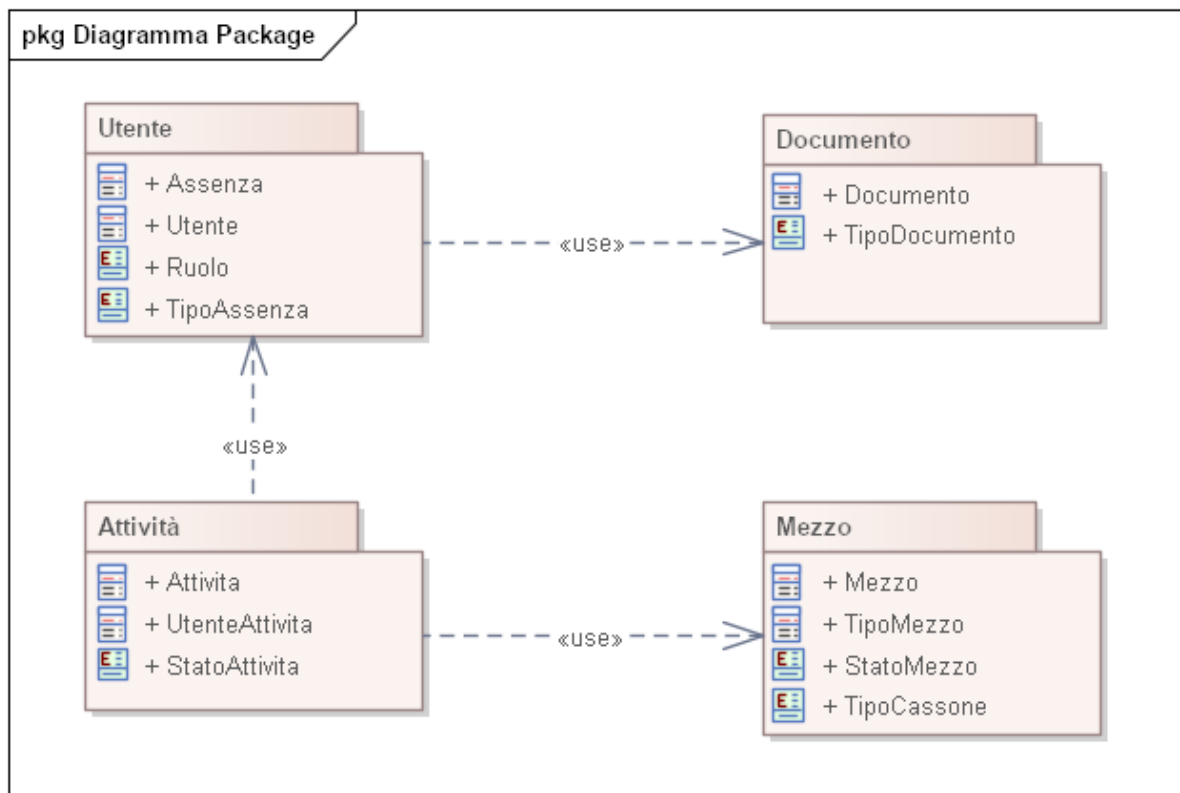 pkg Diagramma Package
Utente
+ Assenza
+ Utente
+ Ruolo
+ TipoAssenza
«use»
Documento
+ Documento
+ TipoDocumento
«use»
Attività
+ Attivita
+ UtenteAttivita
+ StatoAttivita
«use»
Mezzo
+ Mezzo
+ TipoMezzo
+ StatoMezzo
+ TipoCassone